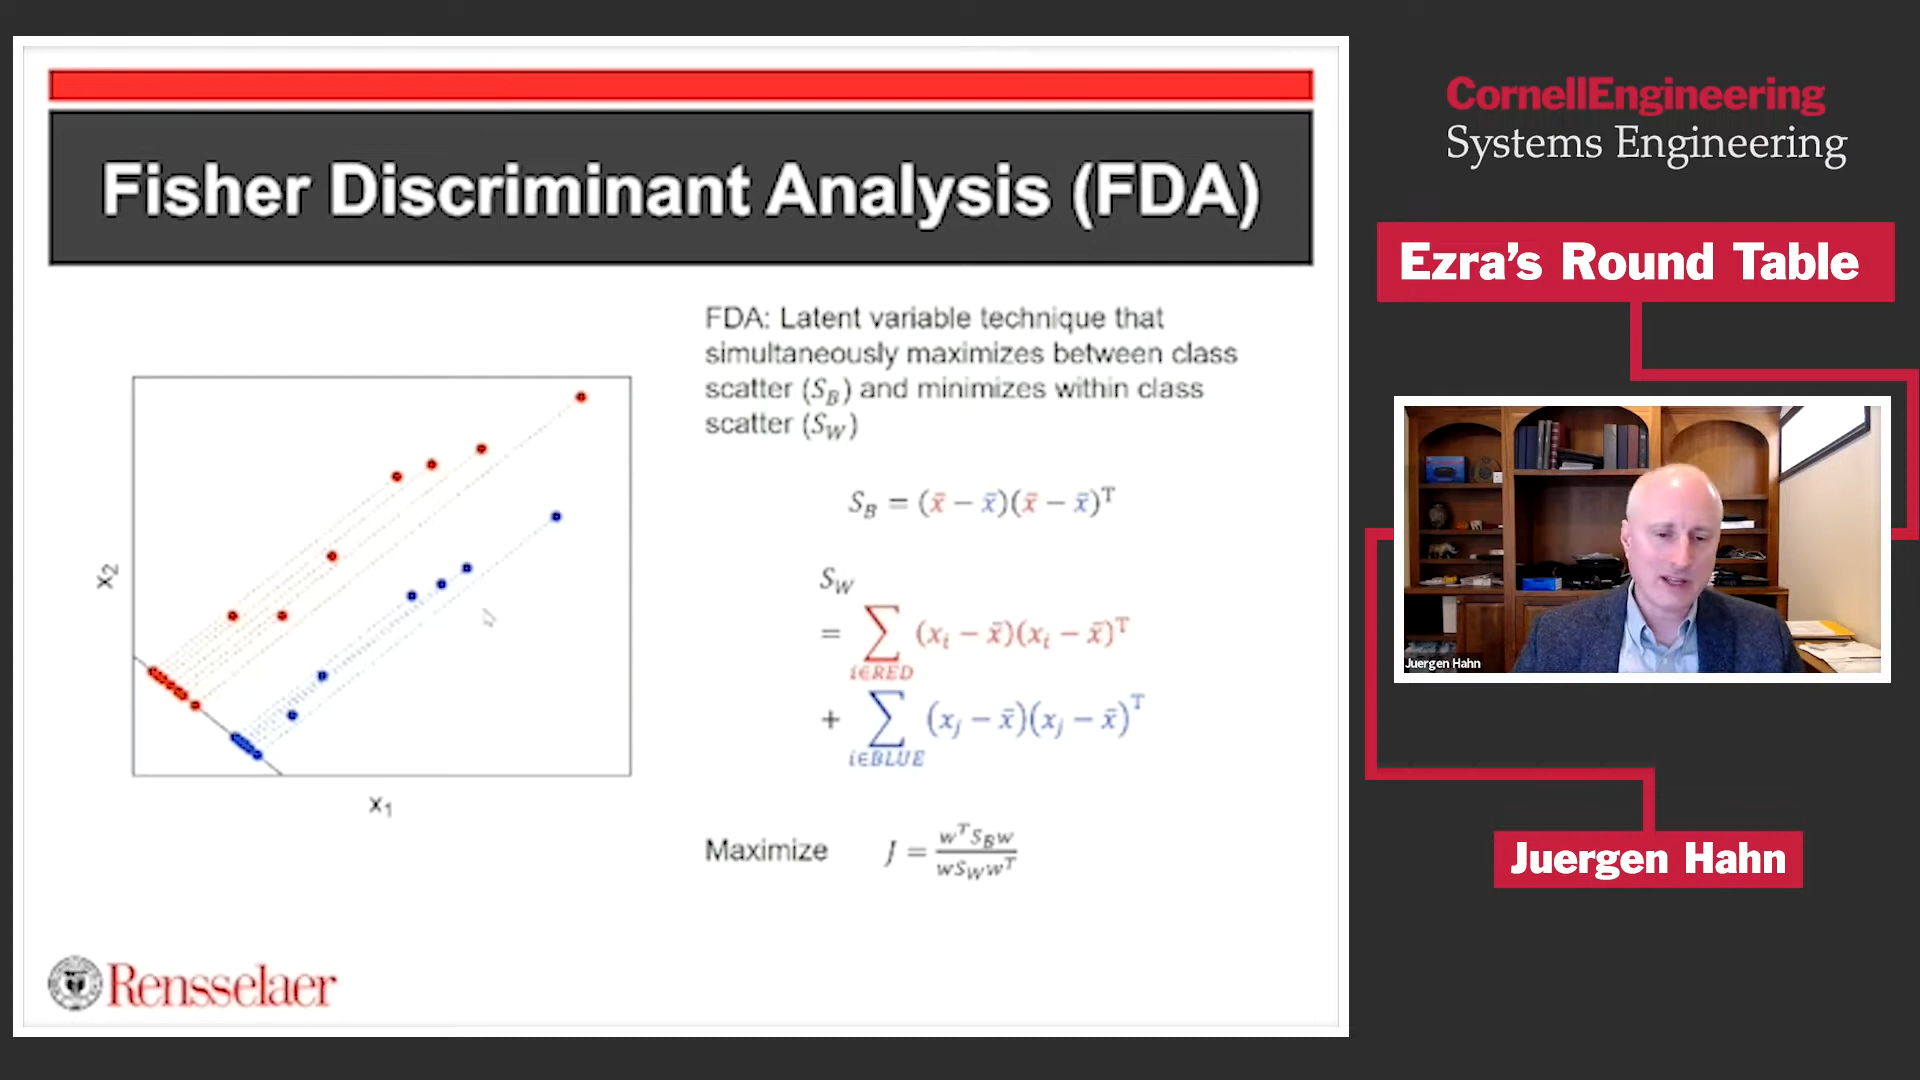 Fisher Discriminant Analysis (FDA)
FDA: Latent variable technique that
simultaneously maximizes between class
scatter (S_B) and minimizes within class
scatter (S_W)
S_B = (x̄ − x̄)(x̄ − x̄)^T
S_W
= ∑ (x_i − x̄)(x_i − x̄)^T
i∈RED
+ ∑ (x_j − x̄)(x_j − x̄)^T
i∈BLUE
Maximize J = w^T S_B w / w S_W w^T
x_2
x_1
Rensselaer
CornellEngineering
Systems Engineering
Ezra’s Round Table
Juergen Hahn
Juergen Hahn